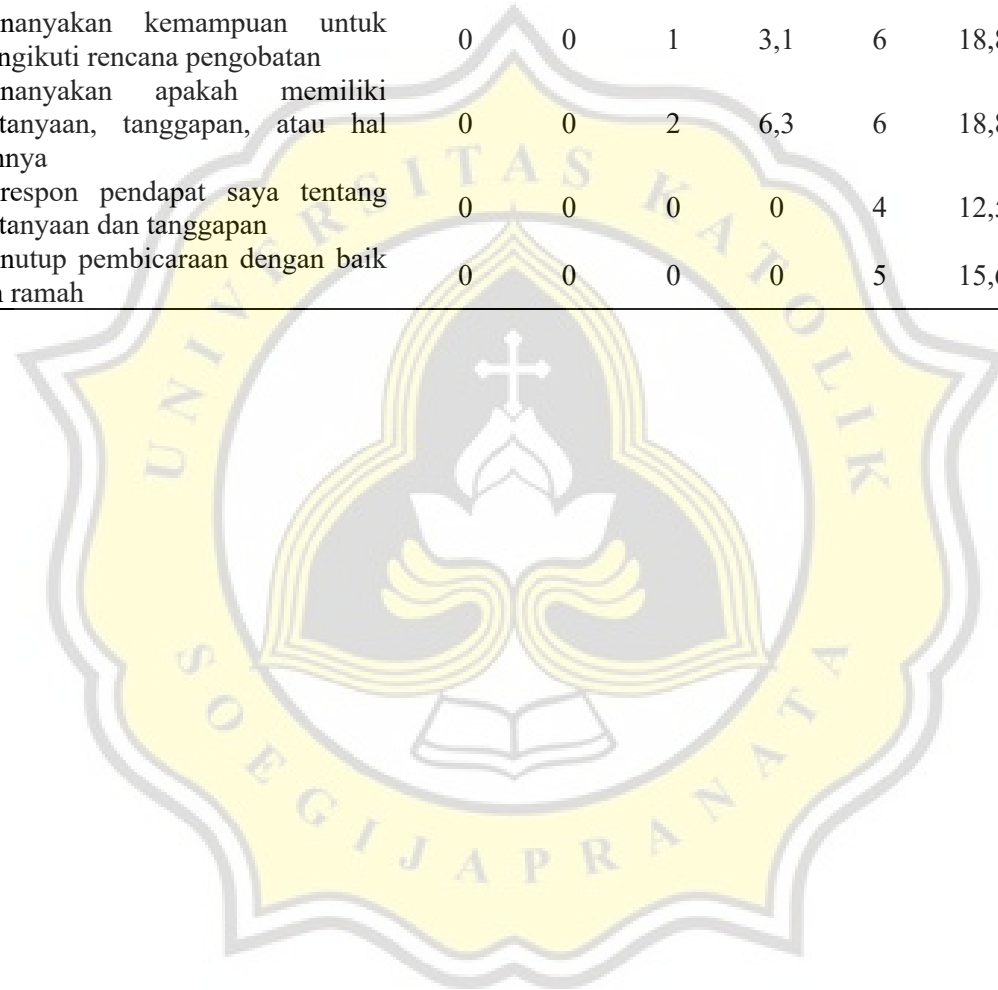 nanyakan kemampuan untuk
ngikuti rencana pengobatan 0 0 1 3,1 6 18,8
nanyakan apakah memiliki
tanyaan, tanggapan, atau hal 0 0 2 6,3 6 18,8
nnya
respon pendapat saya tentang
tanyaan dan tanggapan 0 0 0 0 4 12,5
nutup pembicaraan dengan baik
ramah 0 0 0 0 5 15,6
UNIVERSITAS KATOLIK
SOEGIJAPRANATA